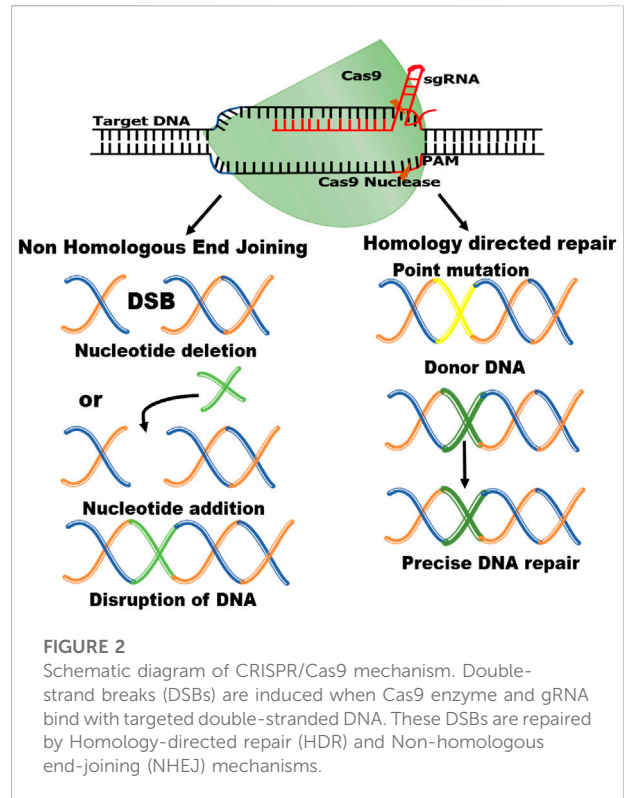 Cas9
sgRNA
Target DNA
PAM
Cas9 Nuclease
Non Homologous End Joining
DSB
Nucleotide deletion
or
Nucleotide addition
Disruption of DNA
Homology directed repair
Point mutation
Donor DNA
Precise DNA repair
FIGURE 2
Schematic diagram of CRISPR/Cas9 mechanism. Double-
strand breaks (DSBs) are induced when Cas9 enzyme and gRNA
bind with targeted double-stranded DNA. These DSBs are repaired
by Homology-directed repair (HDR) and Non-homologous
end-joining (NHEJ) mechanisms.